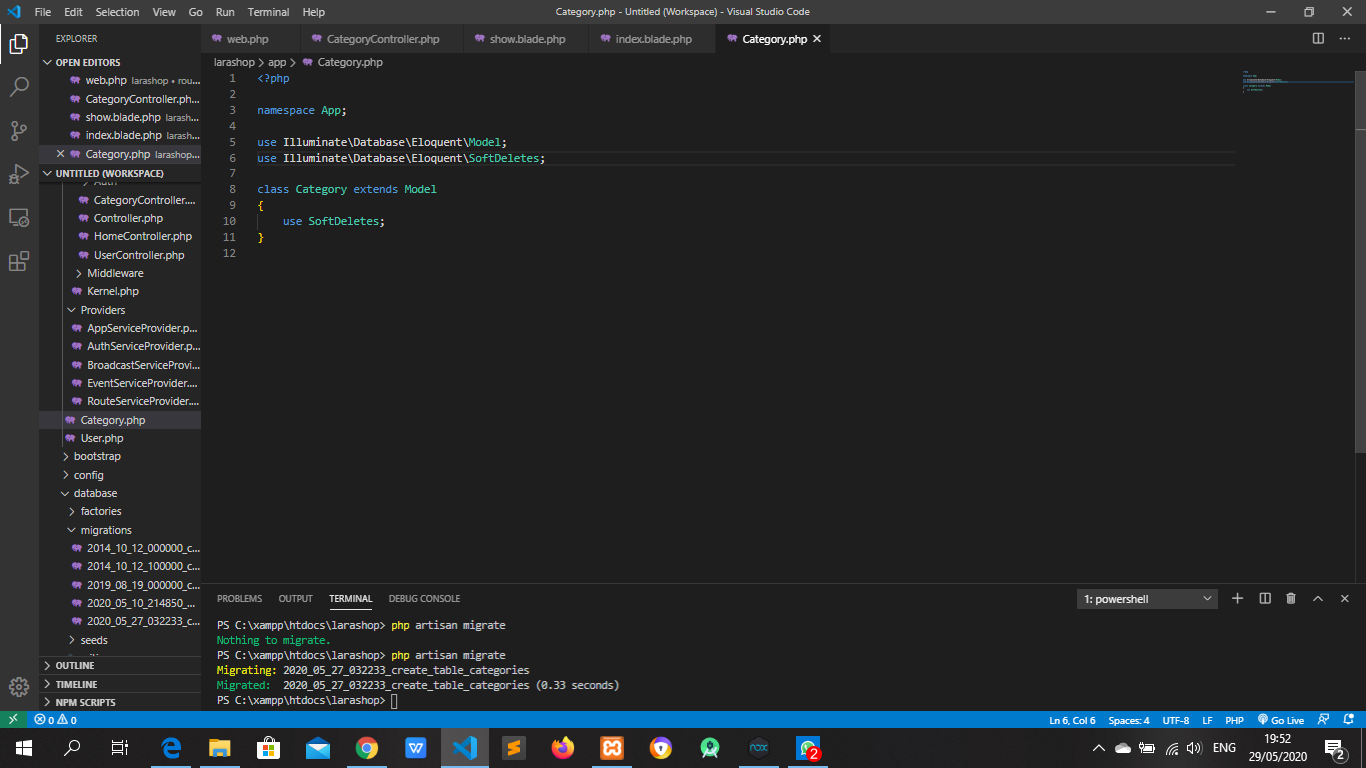 File Edit Selection View Go Run Terminal Help
Category.php - Untitled (Workspace) - Visual Studio Code
EXPLORER
web.php
CategoryController.php
show.blade.php
index.blade.php
Category.php
OPEN EDITORS
web.php larashop • rou...
CategoryController.ph...
show.blade.php larash...
index.blade.php larash...
Category.php larashop...
UNTITLED (WORKSPACE)
Auth
CategoryController....
Controller.php
HomeController.php
UserController.php
Middleware
Kernel.php
Providers
AppServiceProvider.p...
AuthServiceProvider.p...
BroadcastServiceProvi...
EventServiceProvider....
RouteServiceProvider....
Category.php
User.php
bootstrap
config
database
factories
migrations
2014_10_12_000000_c...
2014_10_12_100000_c...
2019_08_19_000000_c...
2020_05_10_214850_...
2020_05_27_032233_c...
seeds
OUTLINE
TIMELINE
NPM SCRIPTS
larashop > app > Category.php
1 <?php
2
3 namespace App;
4
5 use Illuminate\Database\Eloquent\Model;
6 use Illuminate\Database\Eloquent\SoftDeletes;
7
8 class Category extends Model
9 {
10 use SoftDeletes;
11 }
12
PROBLEMS OUTPUT TERMINAL DEBUG CONSOLE
1: powershell
PS C:\xampp\htdocs\larashop> php artisan migrate
Nothing to migrate.
PS C:\xampp\htdocs\larashop> php artisan migrate
Migrating: 2020_05_27_032233_create_table_categories
Migrated: 2020_05_27_032233_create_table_categories (0.33 seconds)
PS C:\xampp\htdocs\larashop>
0 0
Ln 6, Col 6 Spaces: 4 UTF-8 LF PHP Go Live
nox
2
ENG
19:52
29/05/2020
2